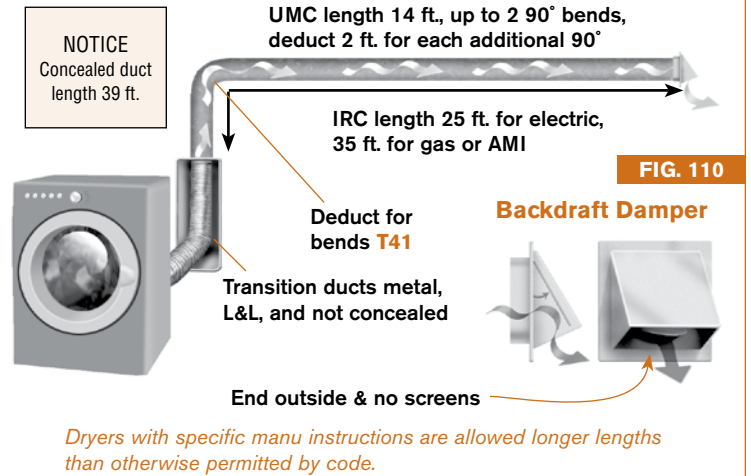 UMC length 14 ft., up to 2 90˚ bends,
deduct 2 ft. for each additional 90˚
NOTICE
Concealed duct
length 39 ft.
IRC length 25 ft. for electric,
35 ft. for gas or AMI
FIG. 110
Backdraft Damper
Deduct for
bends T41
Transition ducts metal,
L&L, and not concealed
End outside & no screens
Dryers with specific manu instructions are allowed longer lengths
than otherwise permitted by code.